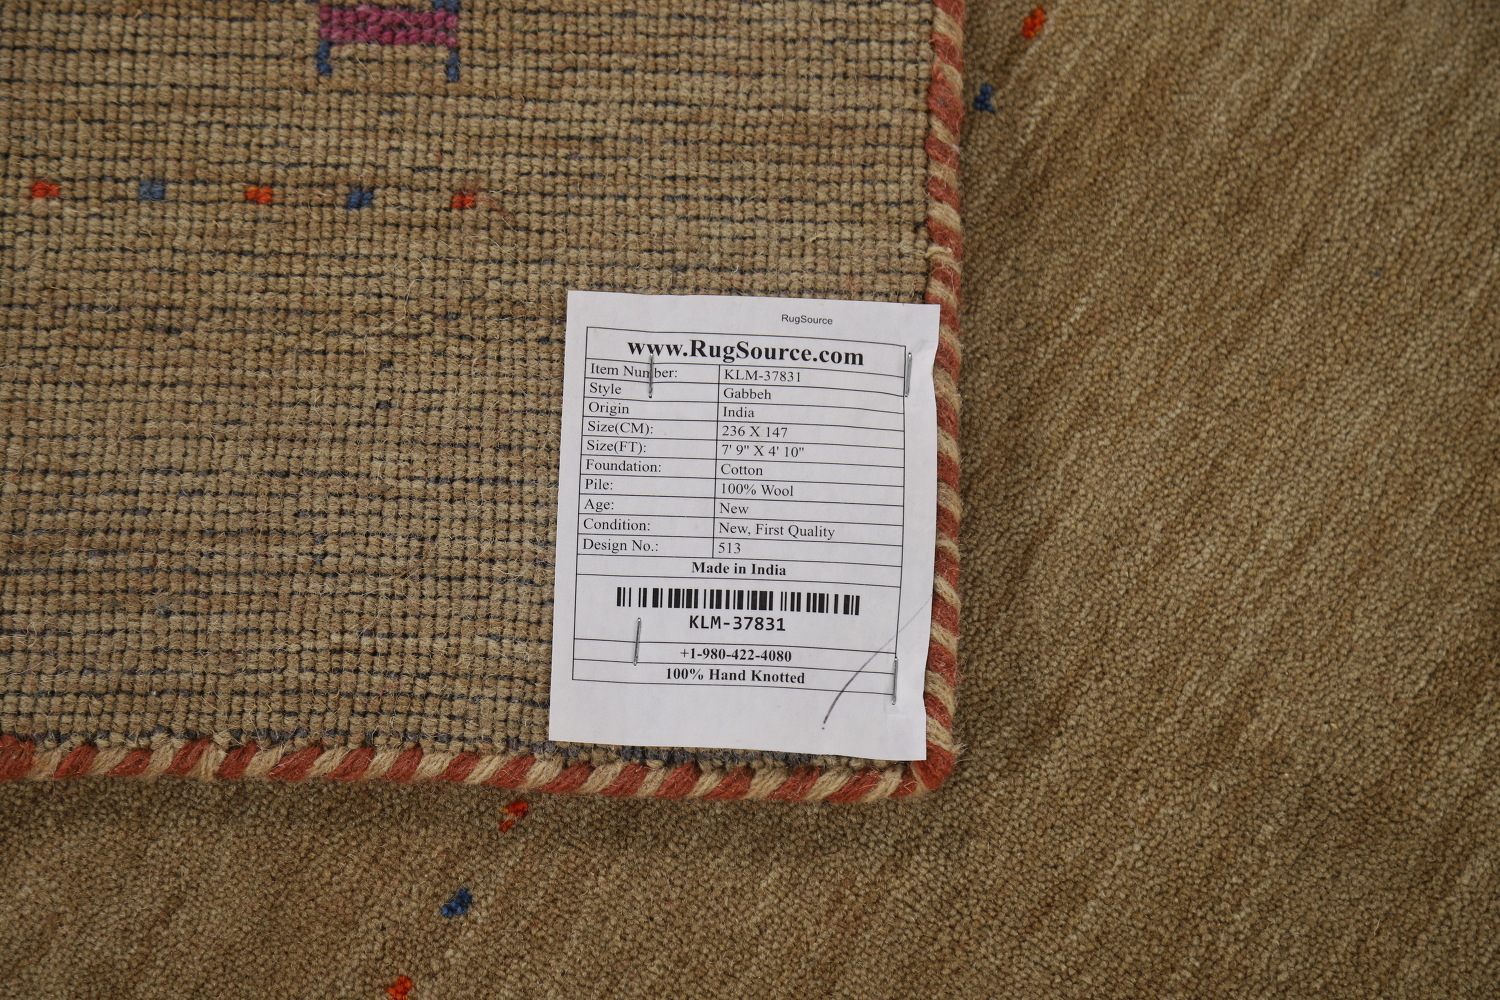 RugSource
www.RugSource.com
Item Number: KLM-37831
Style Gabbeh
Origin India
Size(CM): 236 X 147
Size(FT): 7' 9" X 4' 10"
Foundation: Cotton
Pile: 100% Wool
Age: New
Condition: New, First Quality
Design No.: 513
Made in India
KLM-37831
+1-980-422-4080
100% Hand Knotted